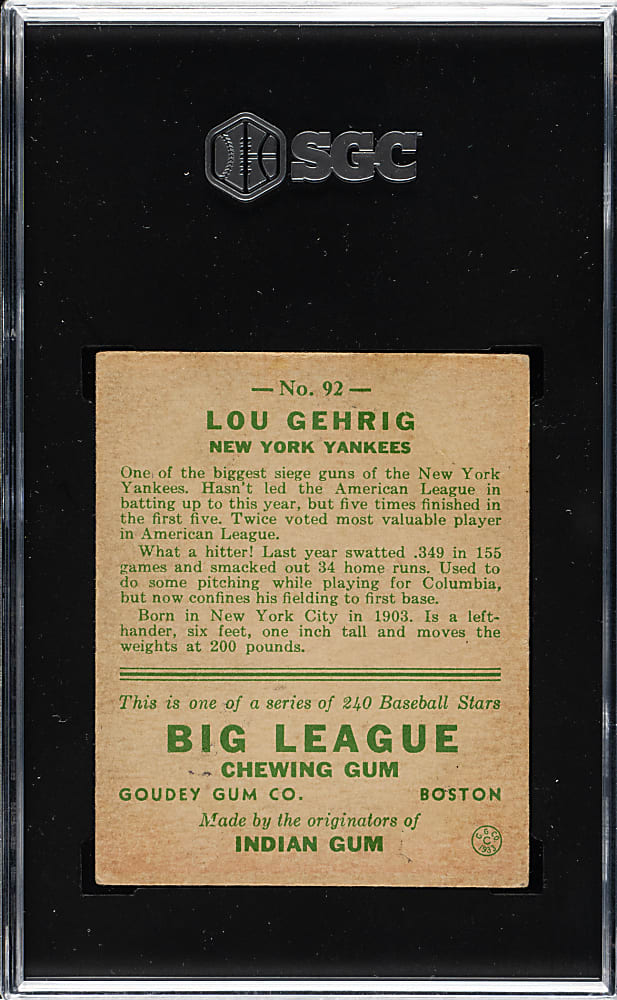 SGC
— No. 92 —
LOU GEHRIG
NEW YORK YANKEES
One of the biggest siege guns of the New York
Yankees. Hasn't led the American League in
batting up to this year, but five times finished in
the first five. Twice voted most valuable player
in American League.
What a hitter! Last year swatted .349 in 155
games and smacked out 34 home runs. Used to
do some pitching while playing for Columbia,
but now confines his fielding to first base.
Born in New York City in 1903. Is a left-
hander, six feet, one inch tall and moves the
weights at 200 pounds.
This is one of a series of 240 Baseball Stars
BIG LEAGUE
CHEWING GUM
GOUDEY GUM CO. BOSTON
Made by the originators of
INDIAN GUM
G. G. CO.
C
1933